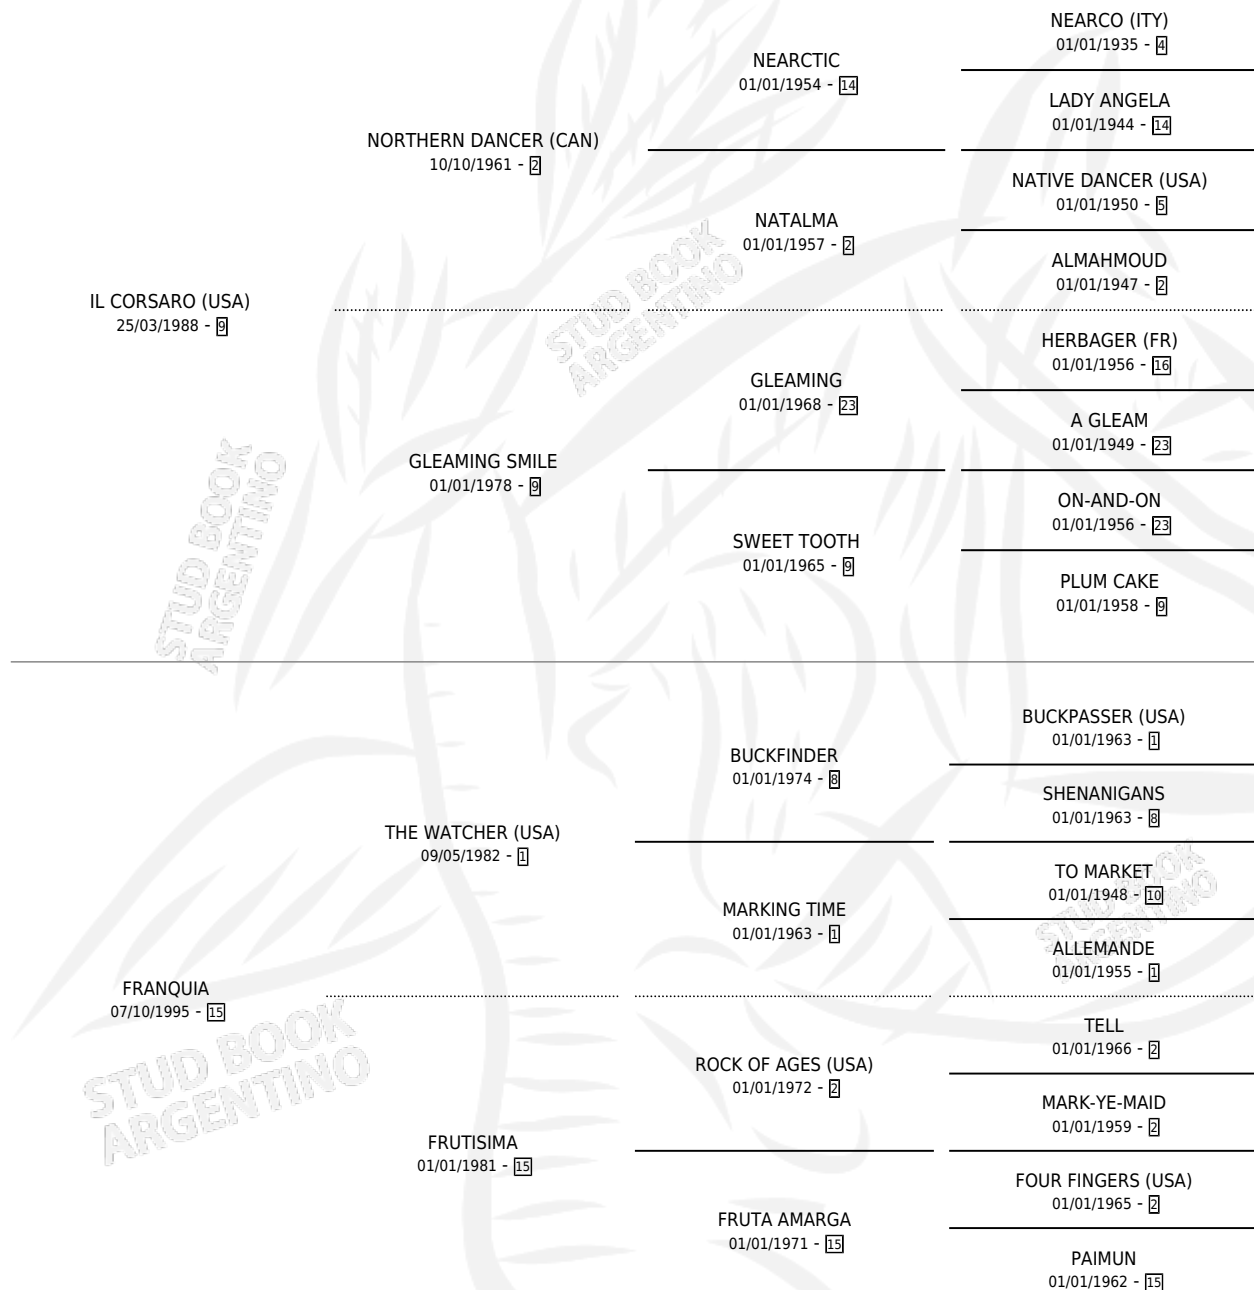 NEARCO (ITY)
01/01/1935 - 4
NEARCTIC
01/01/1954 - 14
LADY ANGELA
01/01/1944 - 14
NORTHERN DANCER (CAN)
10/10/1961 - 2
NATIVE DANCER (USA)
01/01/1950 - 5
NATALMA
01/01/1957 - 2
ALMAHMOUD
01/01/1947 - 2
IL CORSARO (USA)
25/03/1988 - 9
STUD BOOK
ARGENTINO
HERBAGER (FR)
01/01/1956 - 16
GLEAMING
01/01/1968 - 23
A GLEAM
01/01/1949 - 23
GLEAMING SMILE
01/01/1978 - 9
ON-AND-ON
01/01/1956 - 23
SWEET TOOTH
01/01/1965 - 9
PLUM CAKE
01/01/1958 - 9
STUD BOOK
ARGENTINO
BUCKPASSER (USA)
01/01/1963 - 1
BUCKFINDER
01/01/1974 - 8
SHENANIGANS
01/01/1963 - 8
THE WATCHER (USA)
09/05/1982 - 1
TO MARKET
01/01/1948 - 10
MARKING TIME
01/01/1963 - 1
STUD BOOK
ARGENTINO
ALLEMANDE
01/01/1955 - 1
FRANQUIA
07/10/1995 - 15
STUD BOOK
ARGENTINO
TELL
01/01/1966 - 2
ROCK OF AGES (USA)
01/01/1972 - 2
MARK-YE-MAID
01/01/1959 - 2
FRUTISIMA
01/01/1981 - 15
FOUR FINGERS (USA)
01/01/1965 - 2
FRUTA AMARGA
01/01/1971 - 15
PAIMUN
01/01/1962 - 15